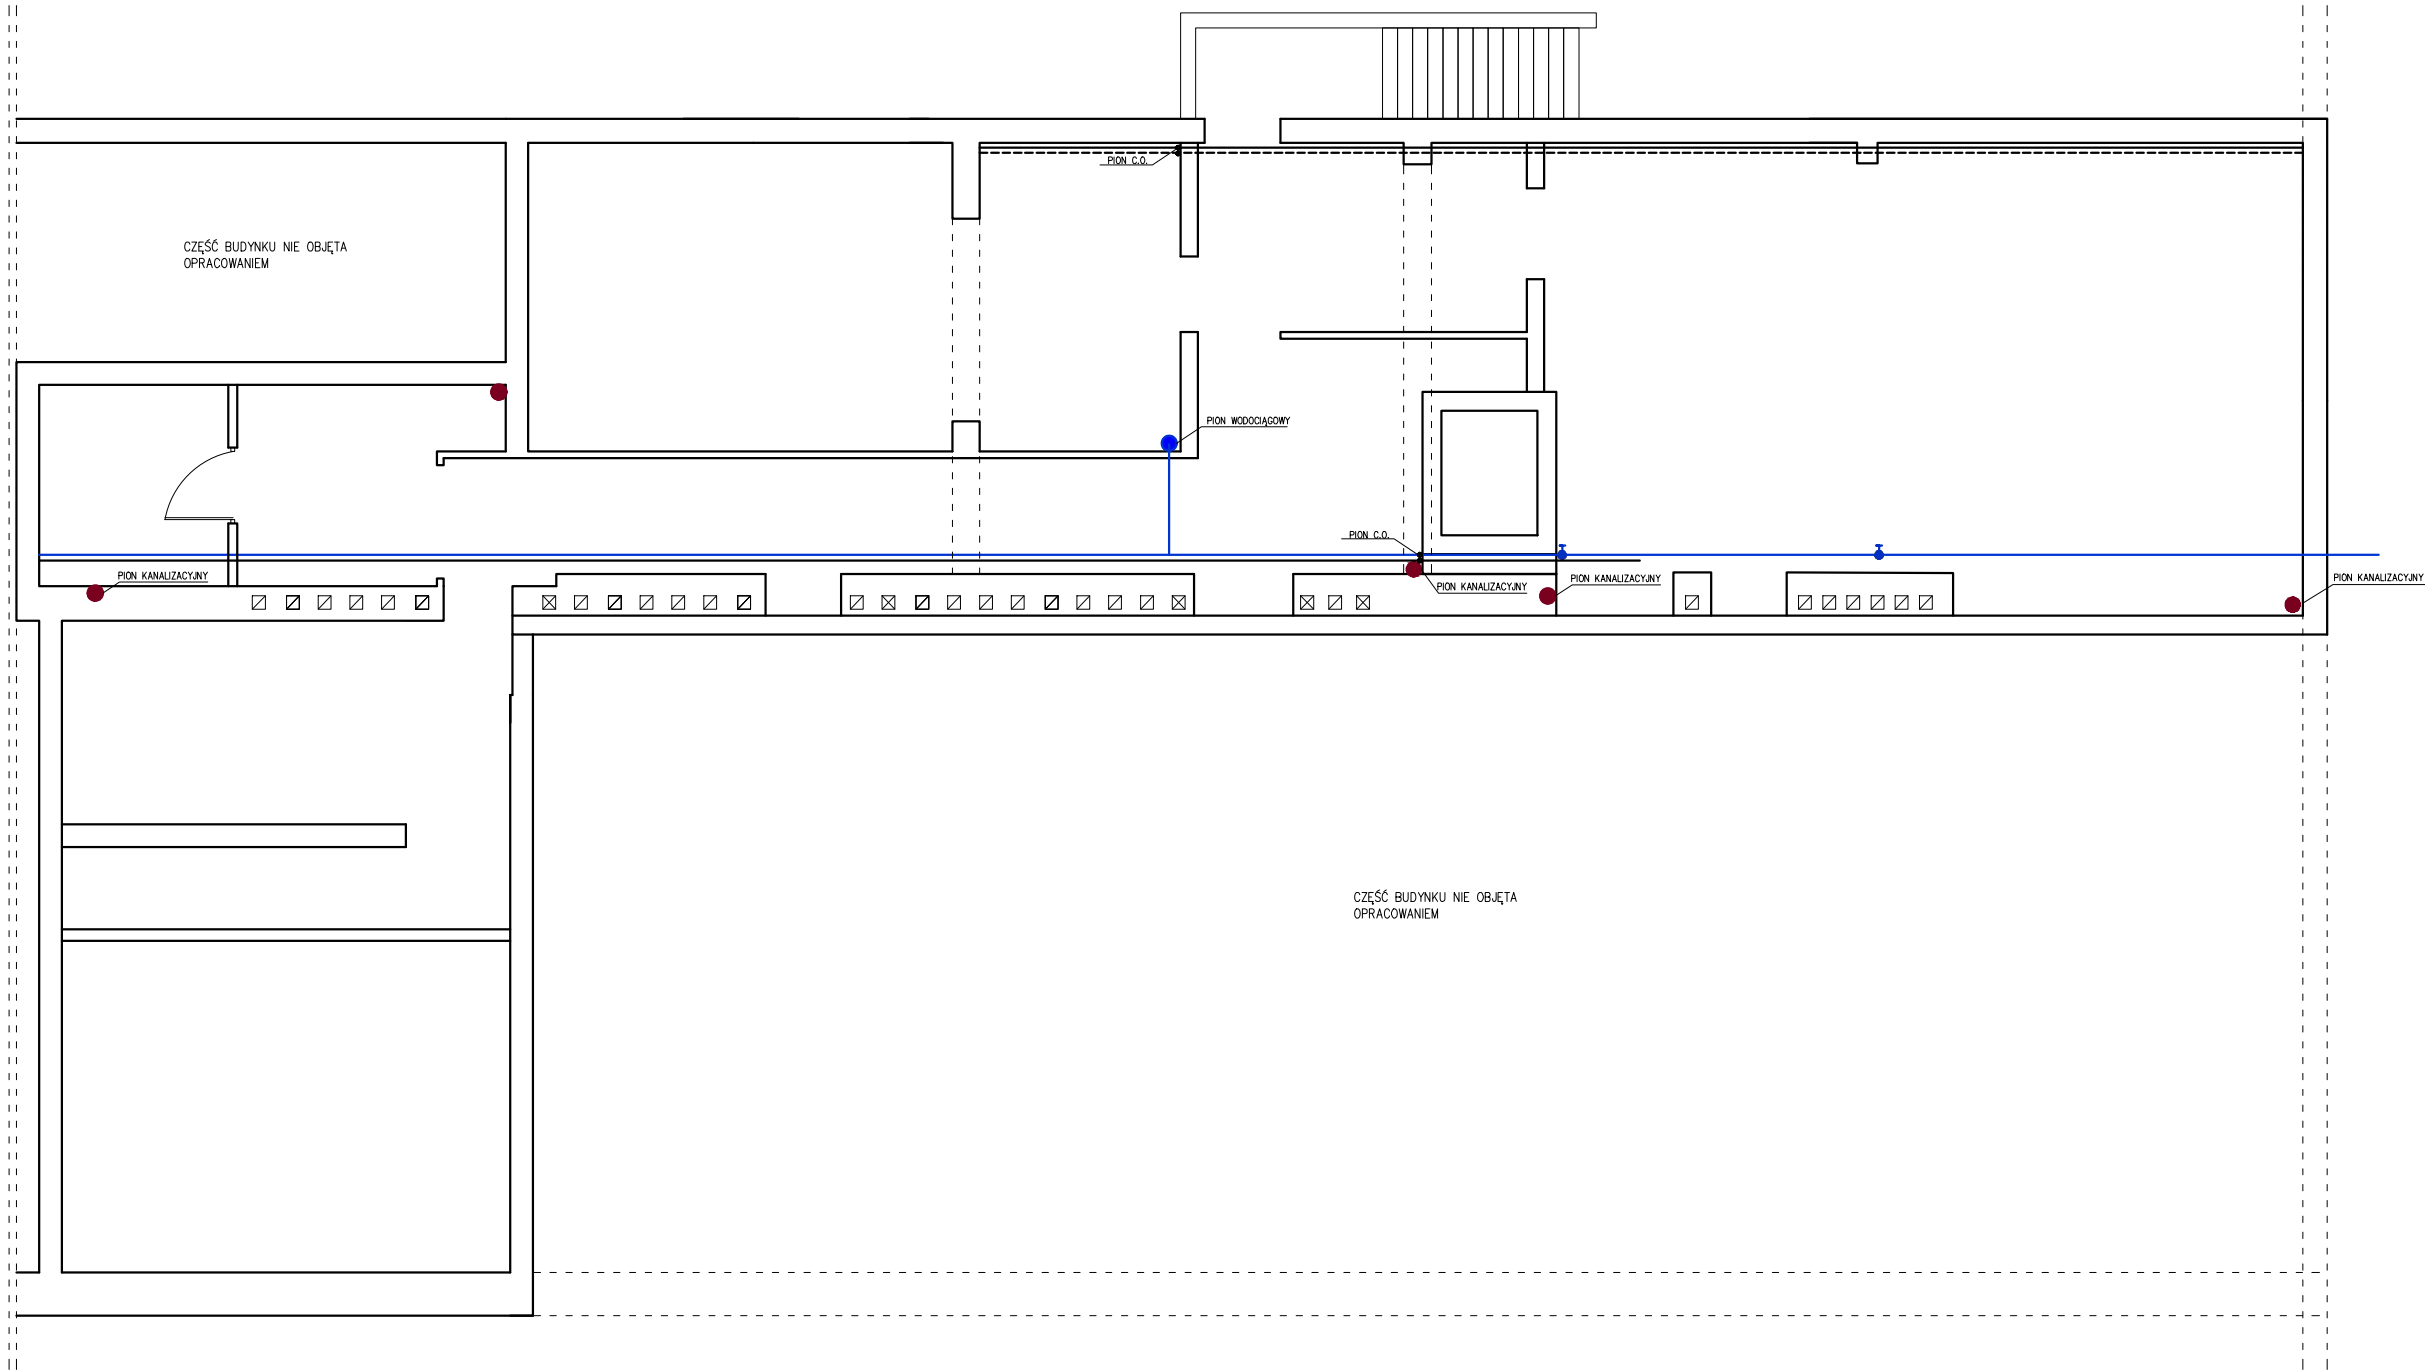 PION C.O.
CZĘŚĆ BUDYNKU NIE OBJĘTA
OPRACOWANIEM
PION WODOCIĄGOWY
PION C.O.
PION KANALIZACYJNY
PION KANALIZACYJNY
PION KANALIZACYJNY
PION KANALIZACYJNY
CZĘŚĆ BUDYNKU NIE OBJĘTA
OPRACOWANIEM